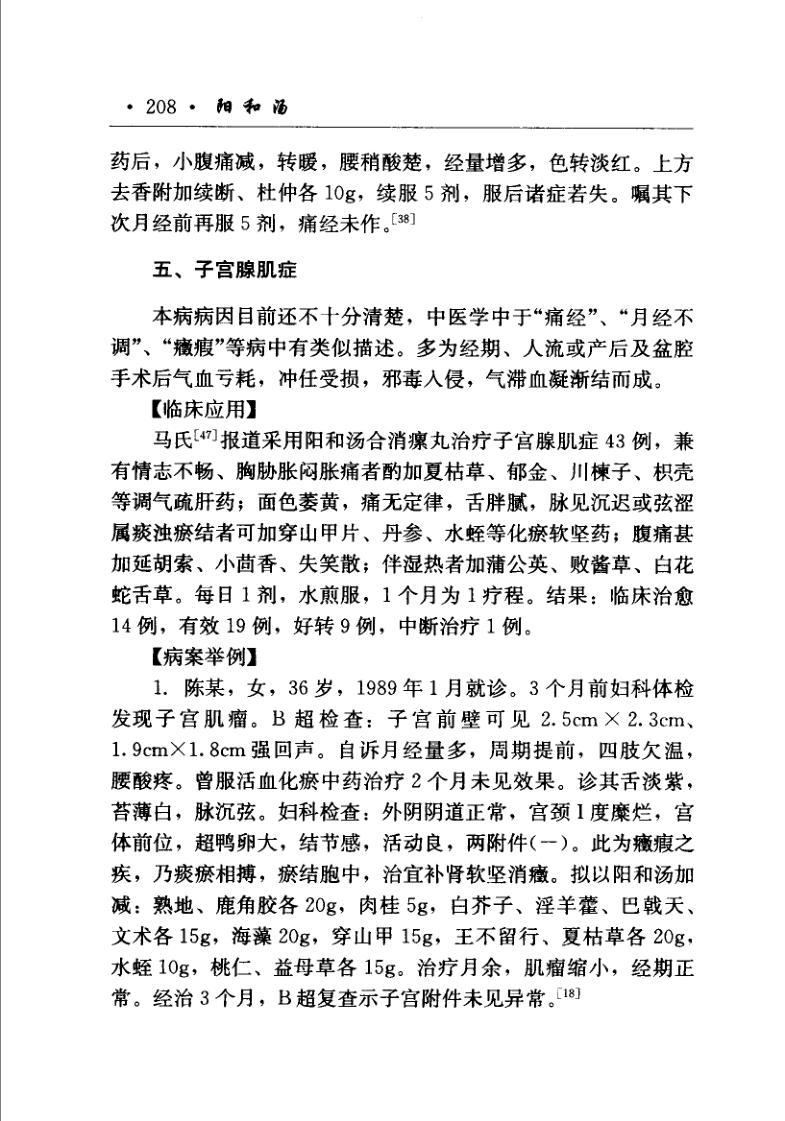 · 208 · 阳和汤
药后，小腹痛减，转暖，腰稍酸楚，经量增多，色转淡红。上方
去香附加续断、杜仲各 10g，续服 5 剂，服后诸症若失。嘱其下
次月经前再服 5 剂，痛经未作。[38]
五、子宫腺肌症
本病病因目前还不十分清楚，中医学中于“痛经”、“月经不
调”、“癥瘕”等病中有类似描述。多为经期、人流或产后及盆腔
手术后气血亏耗，冲任受损，邪毒入侵，气滞血凝渐结而成。
【临床应用】
马氏[47]报道采用阳和汤合消瘰丸治疗子宫腺肌症 43 例，兼
有情志不畅、胸胁胀闷胀痛者酌加夏枯草、郁金、川楝子、枳壳
等调气疏肝药；面色萎黄，痛无定律，舌胖腻，脉见沉迟或弦涩
属痰浊瘀结者可加穿山甲片、丹参、水蛭等化瘀软坚药；腹痛甚
加延胡索、小茴香、失笑散；伴湿热者加蒲公英、败酱草、白花
蛇舌草。每日 1 剂，水煎服，1 个月为 1 疗程。结果：临床治愈
14 例，有效 19 例，好转 9 例，中断治疗 1 例。
【病案举例】
1. 陈某，女，36 岁，1989 年 1 月就诊。3 个月前妇科体检
发现子宫肌瘤。B 超检查：子宫前壁可见 2.5cm × 2.3cm、
1.9cm×1.8cm 强回声。自诉月经量多，周期提前，四肢欠温，
腰酸疼。曾服活血化瘀中药治疗 2 个月未见效果。诊其舌淡紫，
苔薄白，脉沉弦。妇科检查：外阴阴道正常，宫颈 I 度糜烂，宫
体前位，超鸭卵大，结节感，活动良，两附件(一)。此为癥瘕之
疾，乃痰瘀相搏，瘀结胞中，治宜补肾软坚消癥。拟以阳和汤加
减：熟地、鹿角胶各 20g，肉桂 5g，白芥子、淫羊藿、巴戟天、
文术各 15g，海藻 20g，穿山甲 15g，王不留行、夏枯草各 20g，
水蛭 10g，桃仁、益母草各 15g。治疗月余，肌瘤缩小，经期正
常。经治 3 个月，B 超复查示子宫附件未见异常。[18]